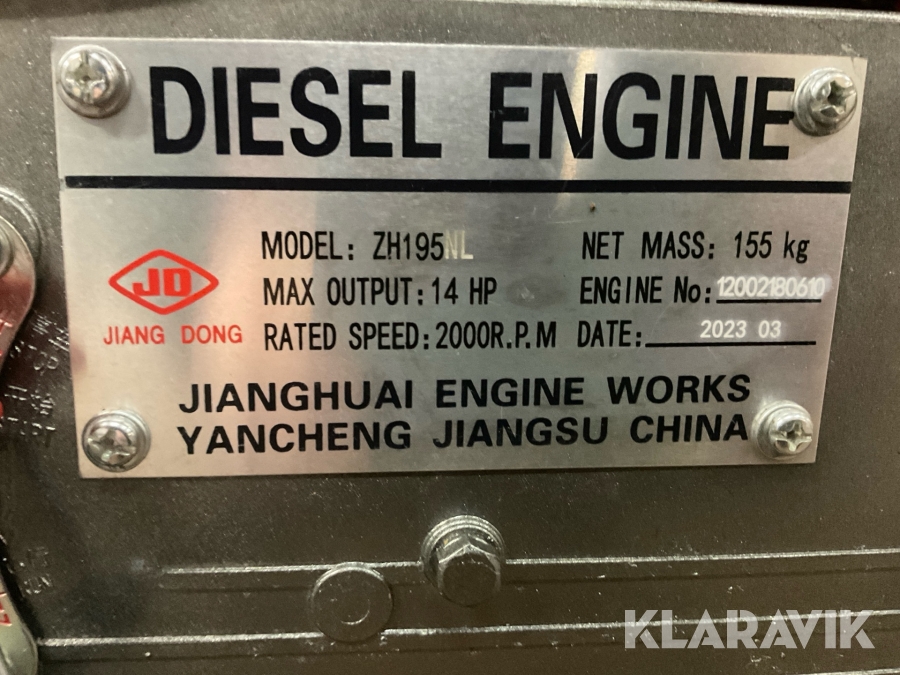 DIESEL ENGINE
MODEL: ZH195NL NET MASS: 155 kg
JD
MAX OUTPUT: 14 HP ENGINE No: 12002180610
JIANG DONG
RATED SPEED: 2000R.P.M DATE: 2023 03
JIANGHUAI ENGINE WORKS
YANCHENG JIANGSU CHINA
KLARAVIK